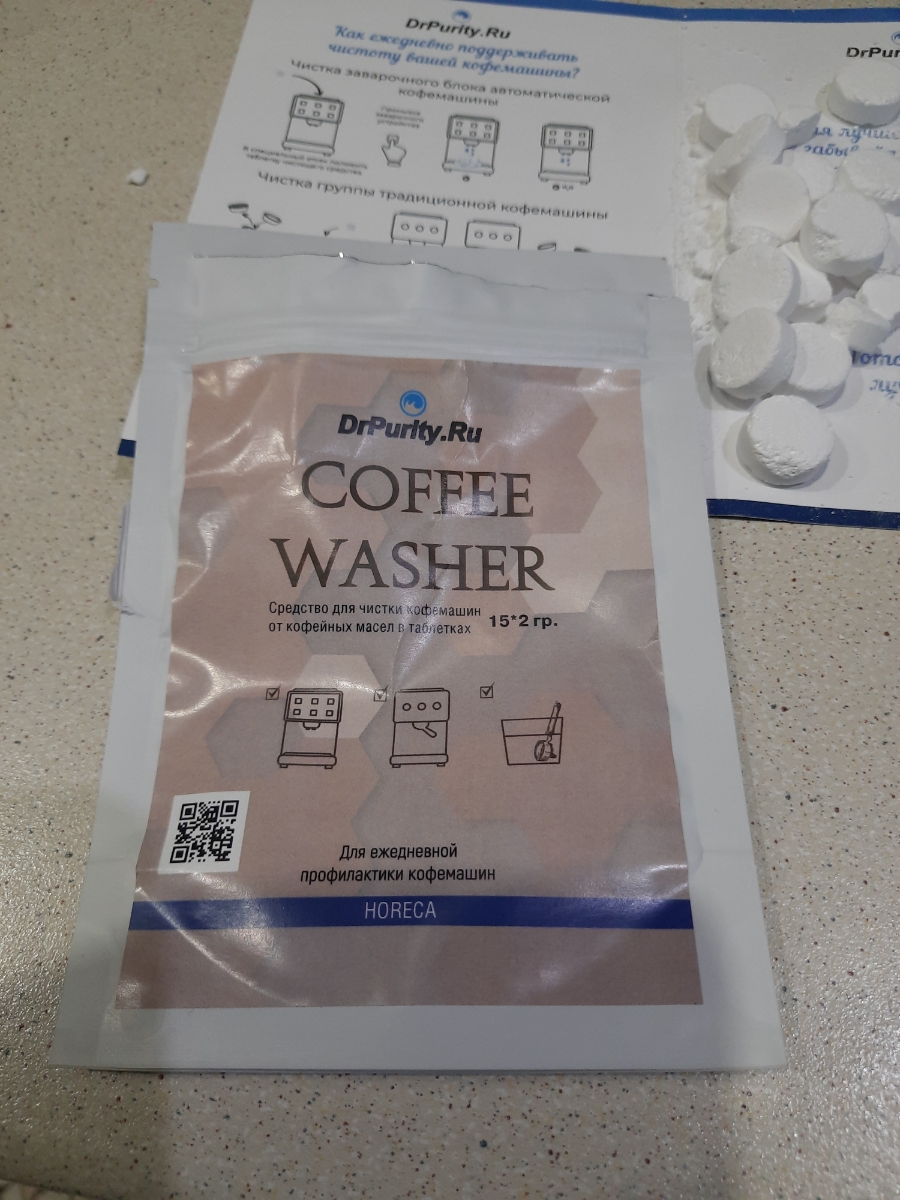 DrPurity.Ru
Как ежедневно поддерживать
чистоту вашей кофемашины?
Чистка заварочного блока автоматической
кофемашины
Чистка группы традиционной кофемашины
DrPur
DrPurity.Ru
COFFEE
WASHER
Средство для чистки кофемашин
от кофейных масел в таблетках
15*2 гр.
Для ежедневной
профилактики кофемашин
HORECA